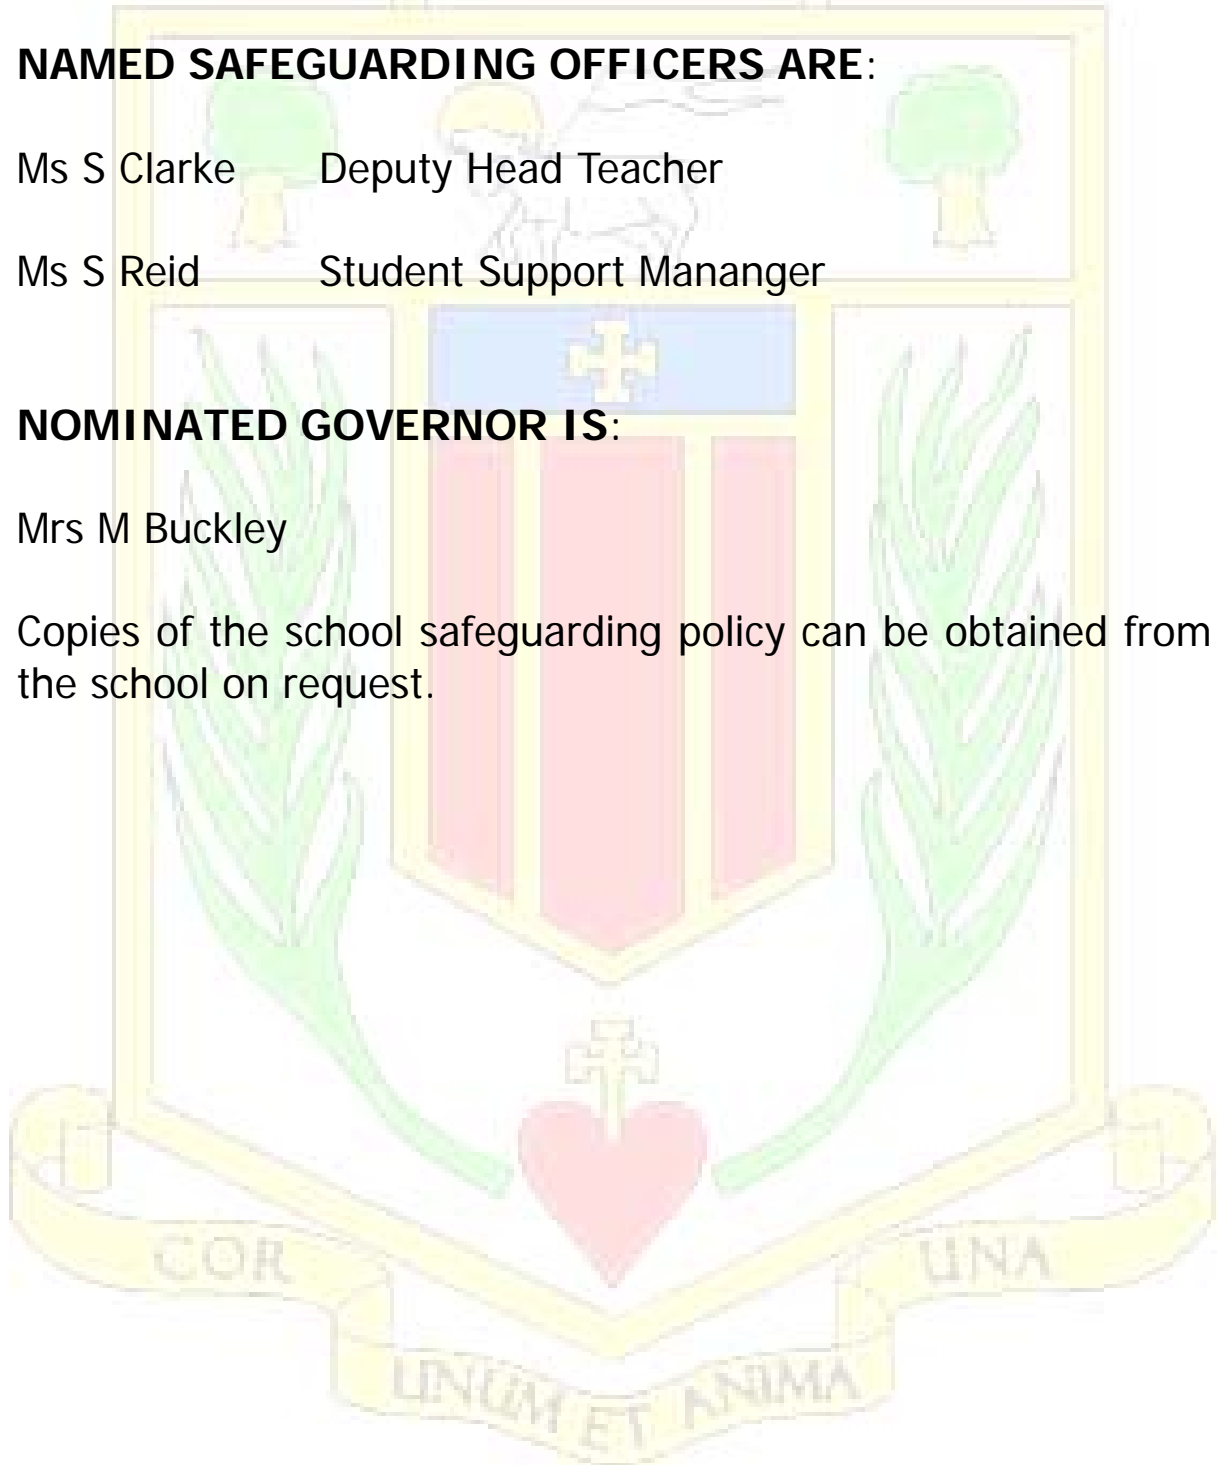 NAMED SAFEGUARDING OFFICERS ARE:
Ms S Clarke Deputy Head Teacher
Ms S Reid Student Support Mananger
NOMINATED GOVERNOR IS:
Mrs M Buckley
Copies of the school safeguarding policy can be obtained from
the school on request.
COR UNUM ET ANIMA UNA